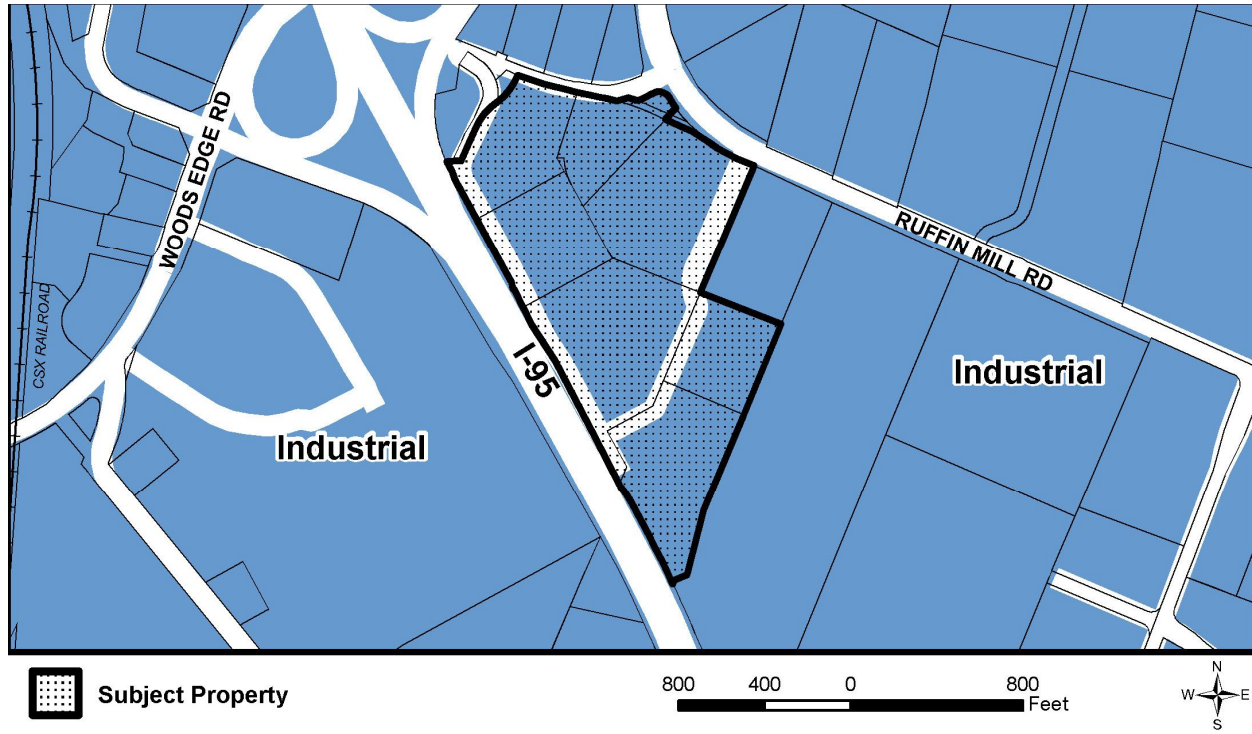 WOODS EDGE RD
RUFFIN MILL RD
CSX RAILROAD
I-95
Industrial
Industrial
Subject Property
800 400 0 800
Feet
N
W E
S